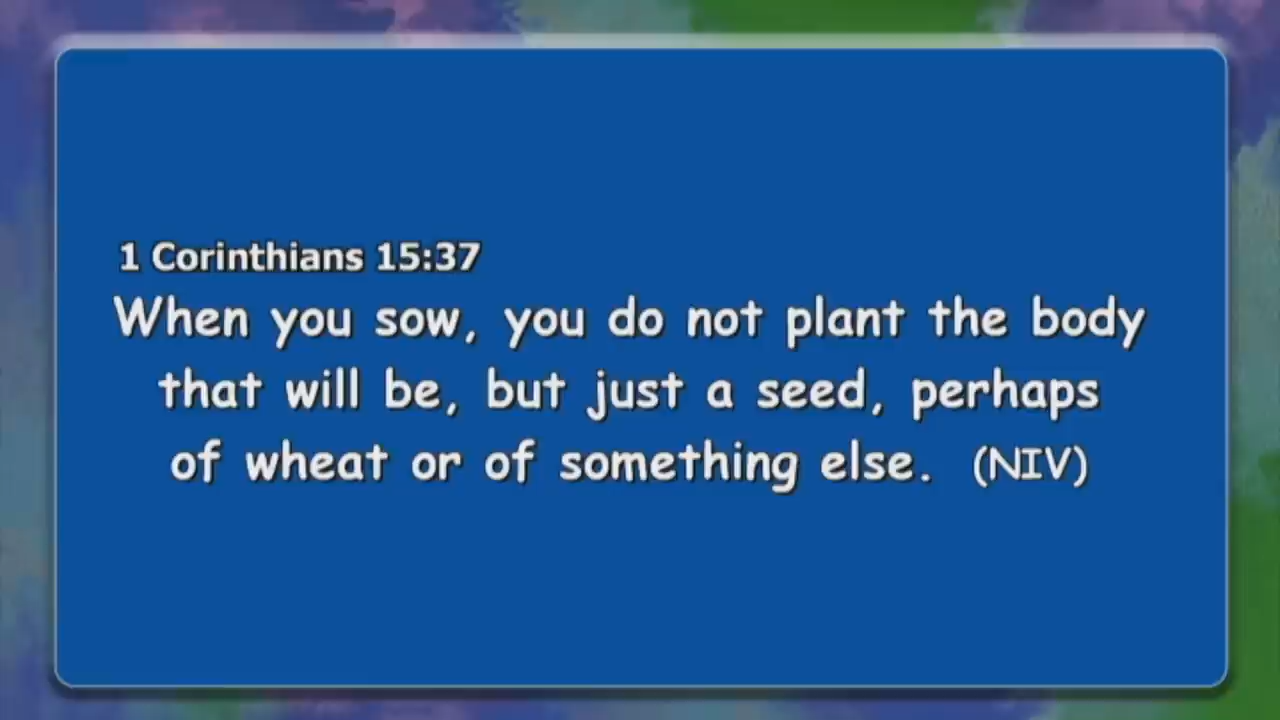 1 Corinthians 15:37
When you sow, you do not plant the body
that will be, but just a seed, perhaps
of wheat or of something else. (NIV)